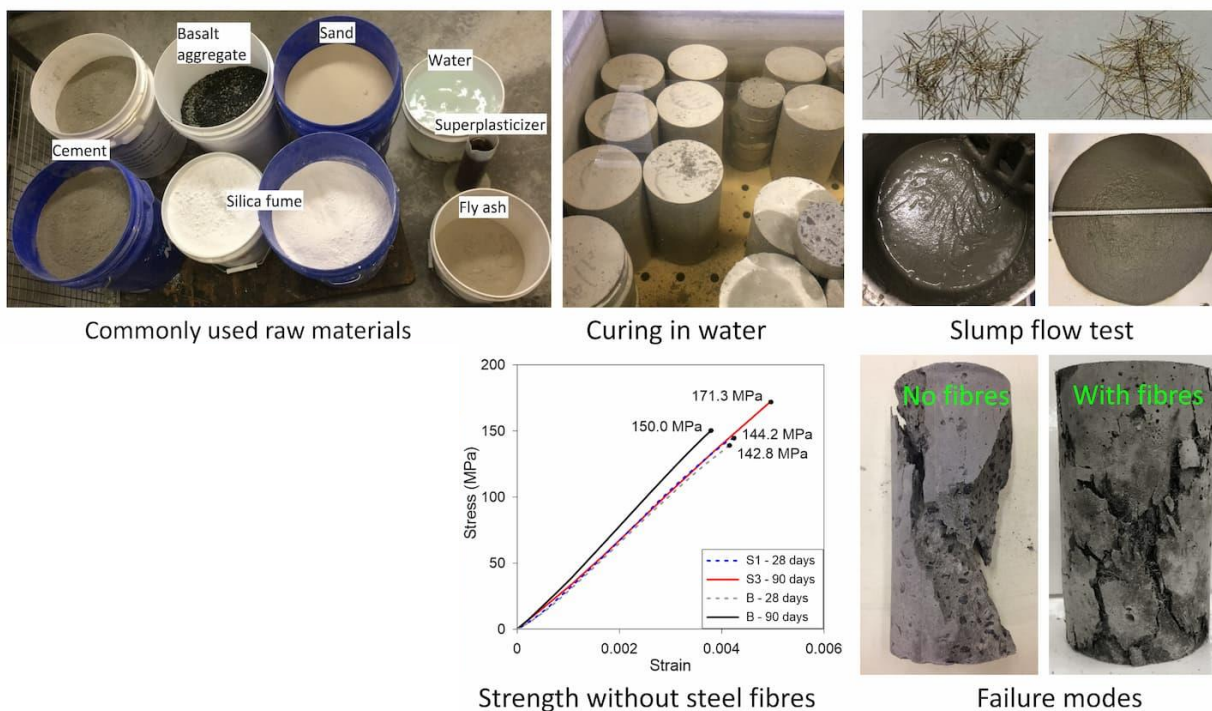 Basalt
aggregate
Sand
Water
Superplasticizer
Cement
Silica fume
Fly ash
Commonly used raw materials
Curing in water
Slump flow test
200
150
100
50
0
Stress (MPa)
171.3 MPa
150.0 MPa
144.2 MPa
142.8 MPa
S1 - 28 days
S3 - 90 days
B - 28 days
B - 90 days
0
0.002
0.004
0.006
Strain
Strength without steel fibres
No fibres
With fibres
Failure modes